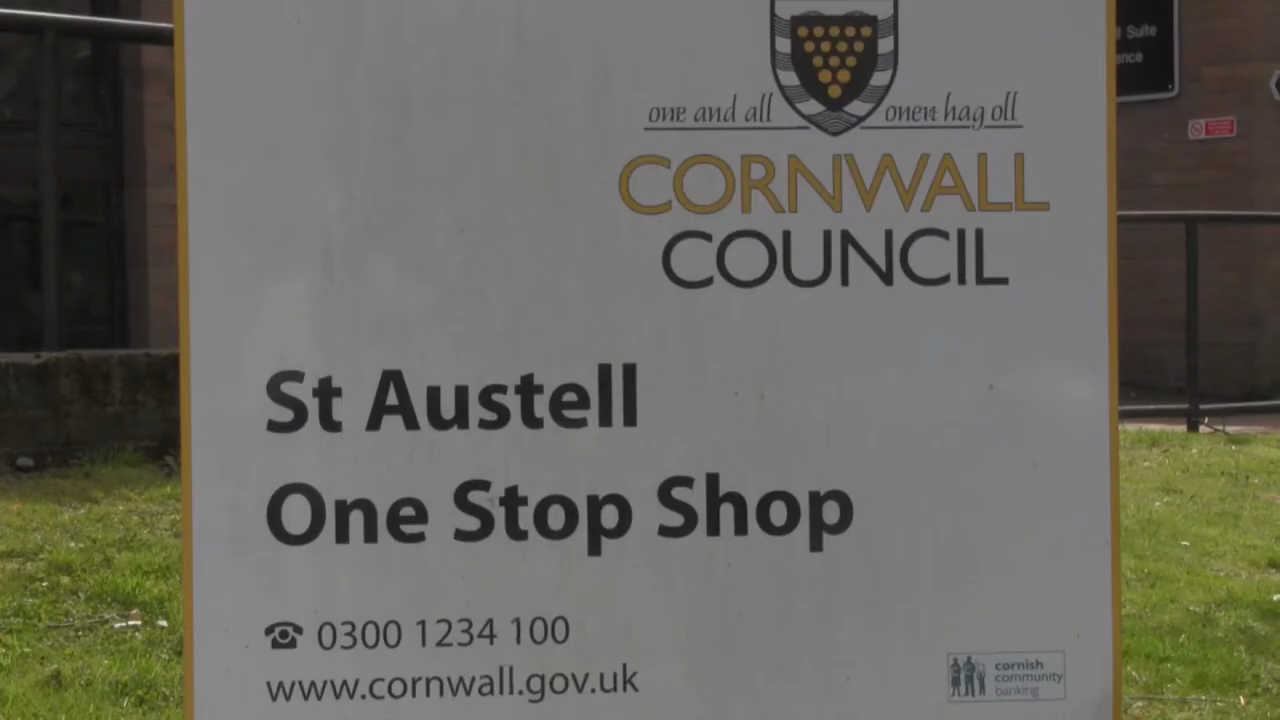 one and all onen hag oll
CORNWALL
COUNCIL
St Austell
One Stop Shop
0300 1234 100
www.cornwall.gov.uk
cornish
community
banking
Suite